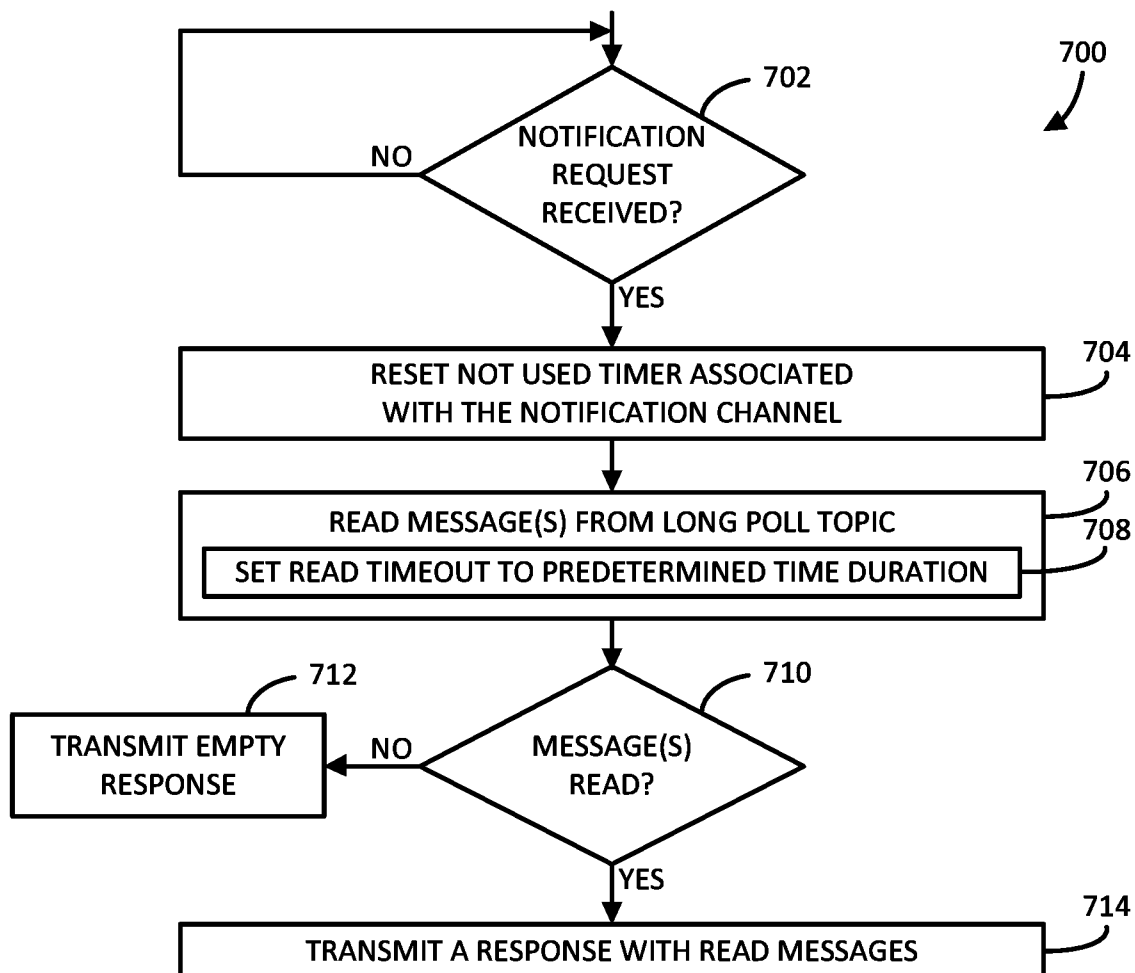 700
702
NOTIFICATION
REQUEST
RECEIVED?
NO
YES
704
RESET NOT USED TIMER ASSOCIATED
WITH THE NOTIFICATION CHANNEL
706
READ MESSAGE(S) FROM LONG POLL TOPIC
708
SET READ TIMEOUT TO PREDETERMINED TIME DURATION
710
MESSAGE(S)
READ?
NO
712
TRANSMIT EMPTY
RESPONSE
YES
714
TRANSMIT A RESPONSE WITH READ MESSAGES